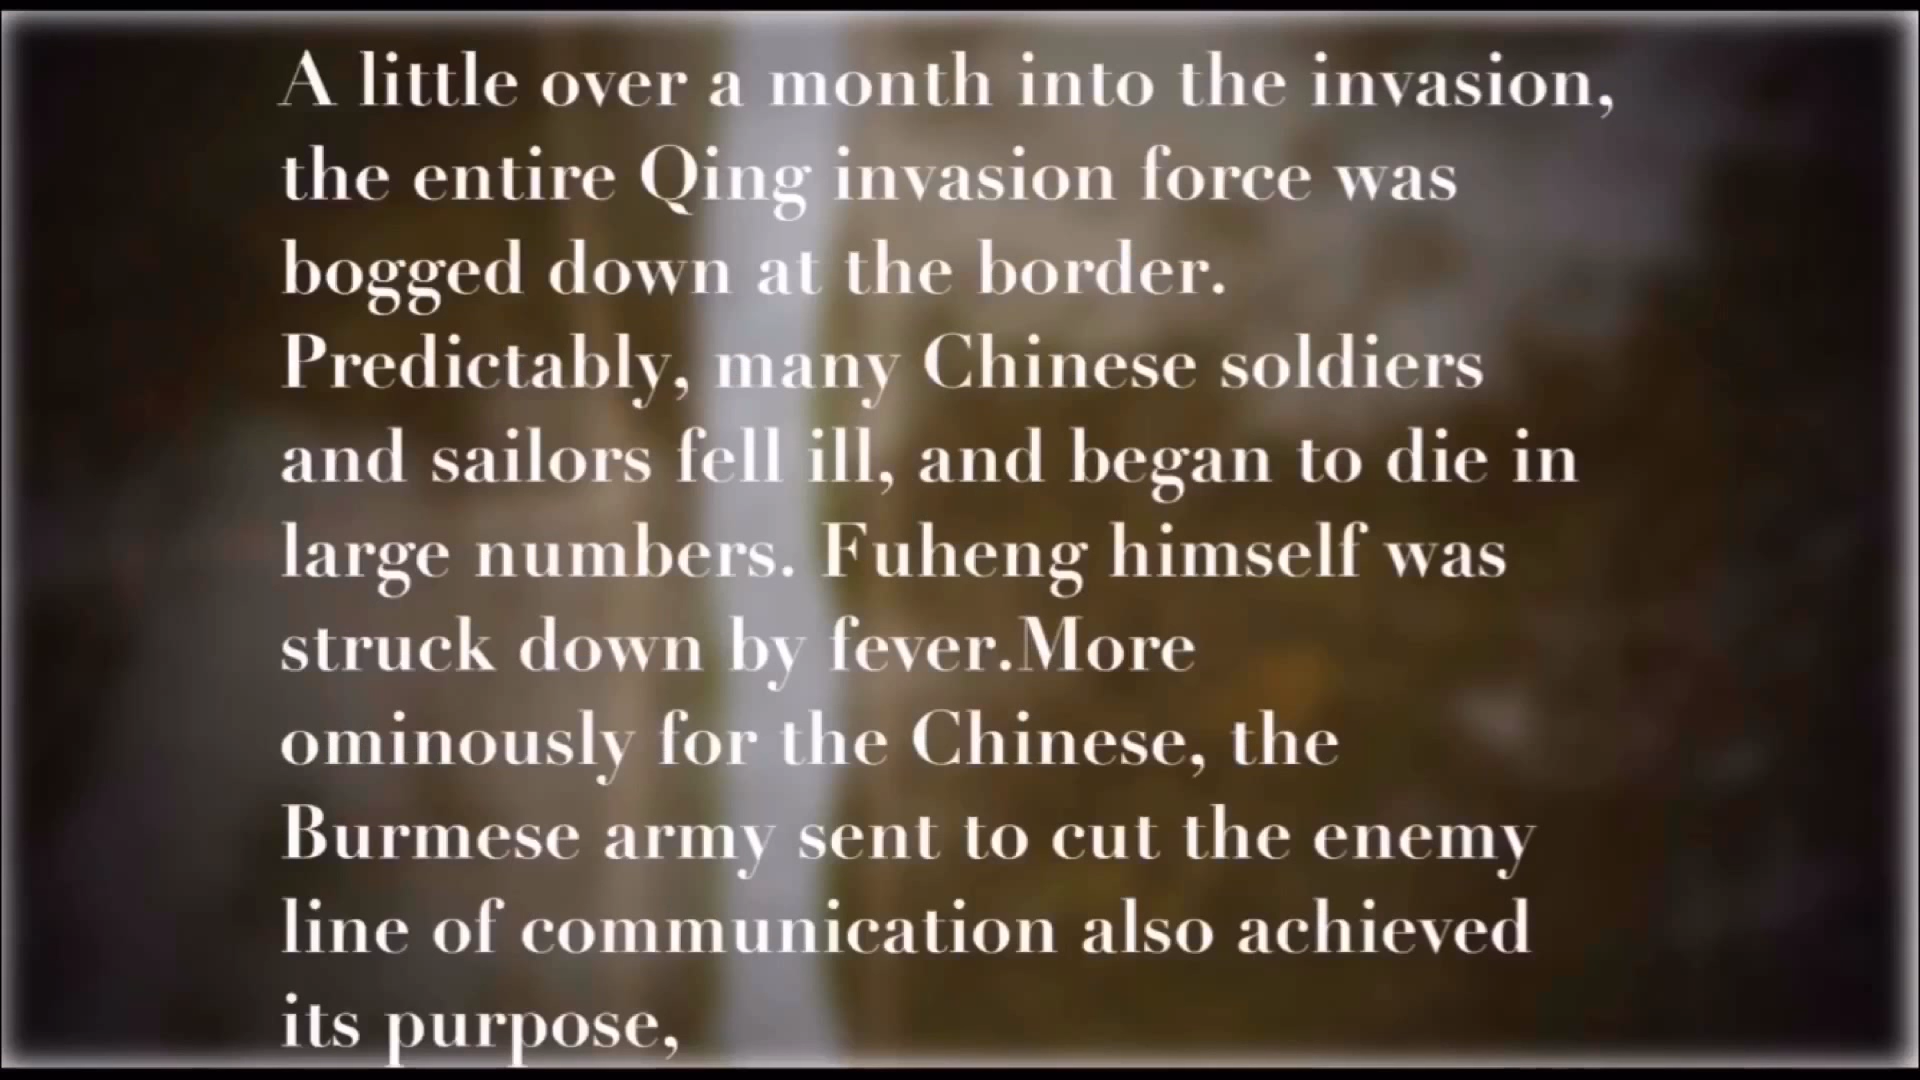 A little over a month into the invasion,
the entire Qing invasion force was
bogged down at the border.
Predictably, many Chinese soldiers
and sailors fell ill, and began to die in
large numbers. Fuheng himself was
struck down by fever.More
ominously for the Chinese, the
Burmese army sent to cut the enemy
line of communication also achieved
its purpose,